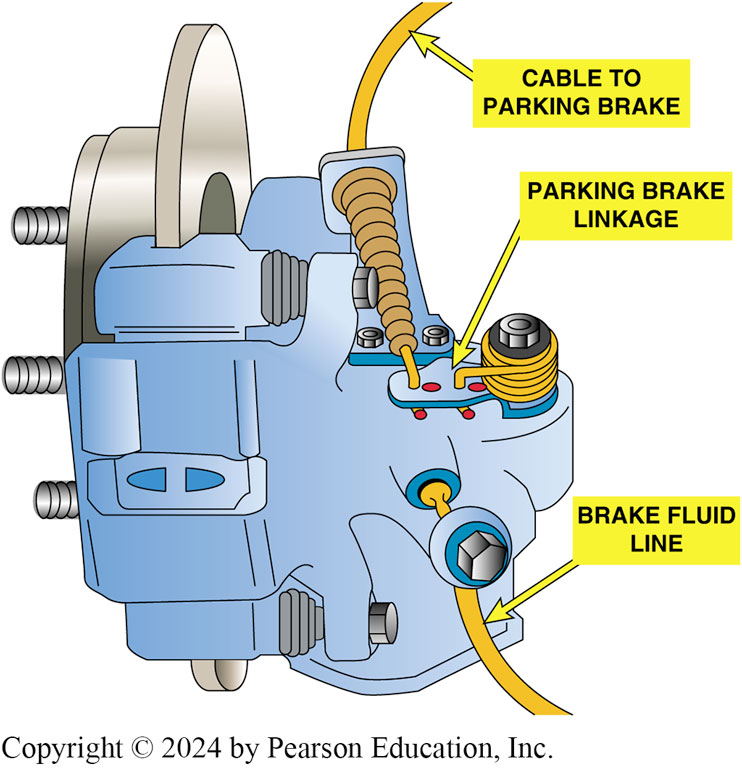 CABLE TO
PARKING BRAKE
PARKING BRAKE
LINKAGE
BRAKE FLUID
LINE
Copyright © 2024 by Pearson Education, Inc.